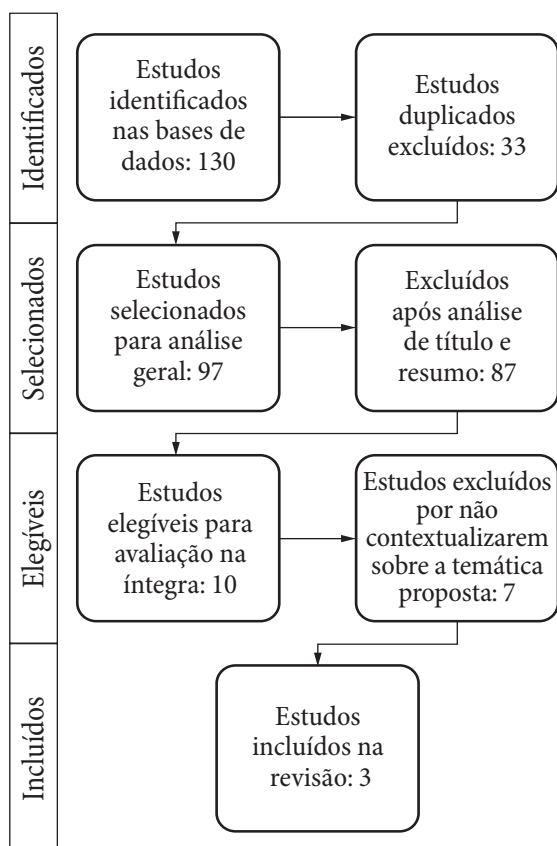 Identificados
Estudos
identificados
nas bases de
dados: 130
Estudos
duplicados
excluídos: 33
Selecionados
Estudos
selecionados
para análise
geral: 97
Excluídos
após análise
de título e
resumo: 87
Elegíveis
Estudos
elegíveis para
avaliação na
íntegra: 10
Estudos excluídos
por não
contextualizarem
sobre a temática
proposta: 7
Incluídos
Estudos
incluídos na
revisão: 3